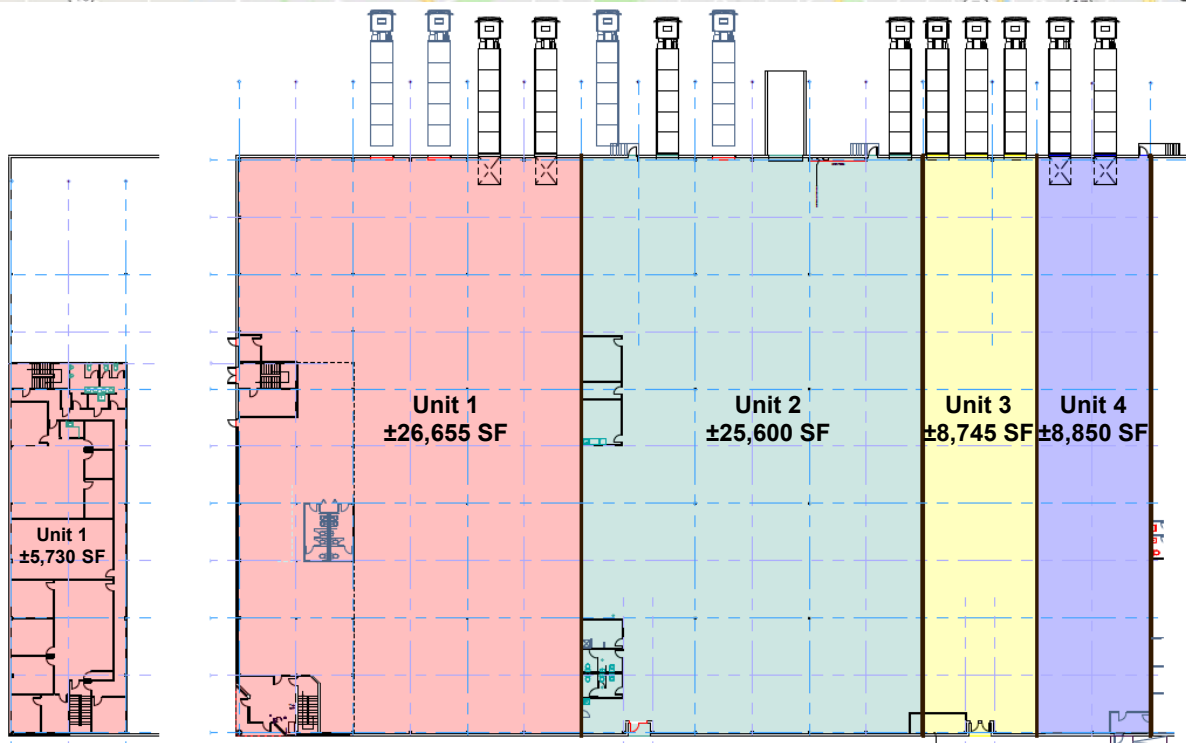 Unit 1
±26,655 SF
Unit 2
±25,600 SF
Unit 3
±8,745 SF
Unit 4
±8,850 SF
Unit 1
±5,730 SF